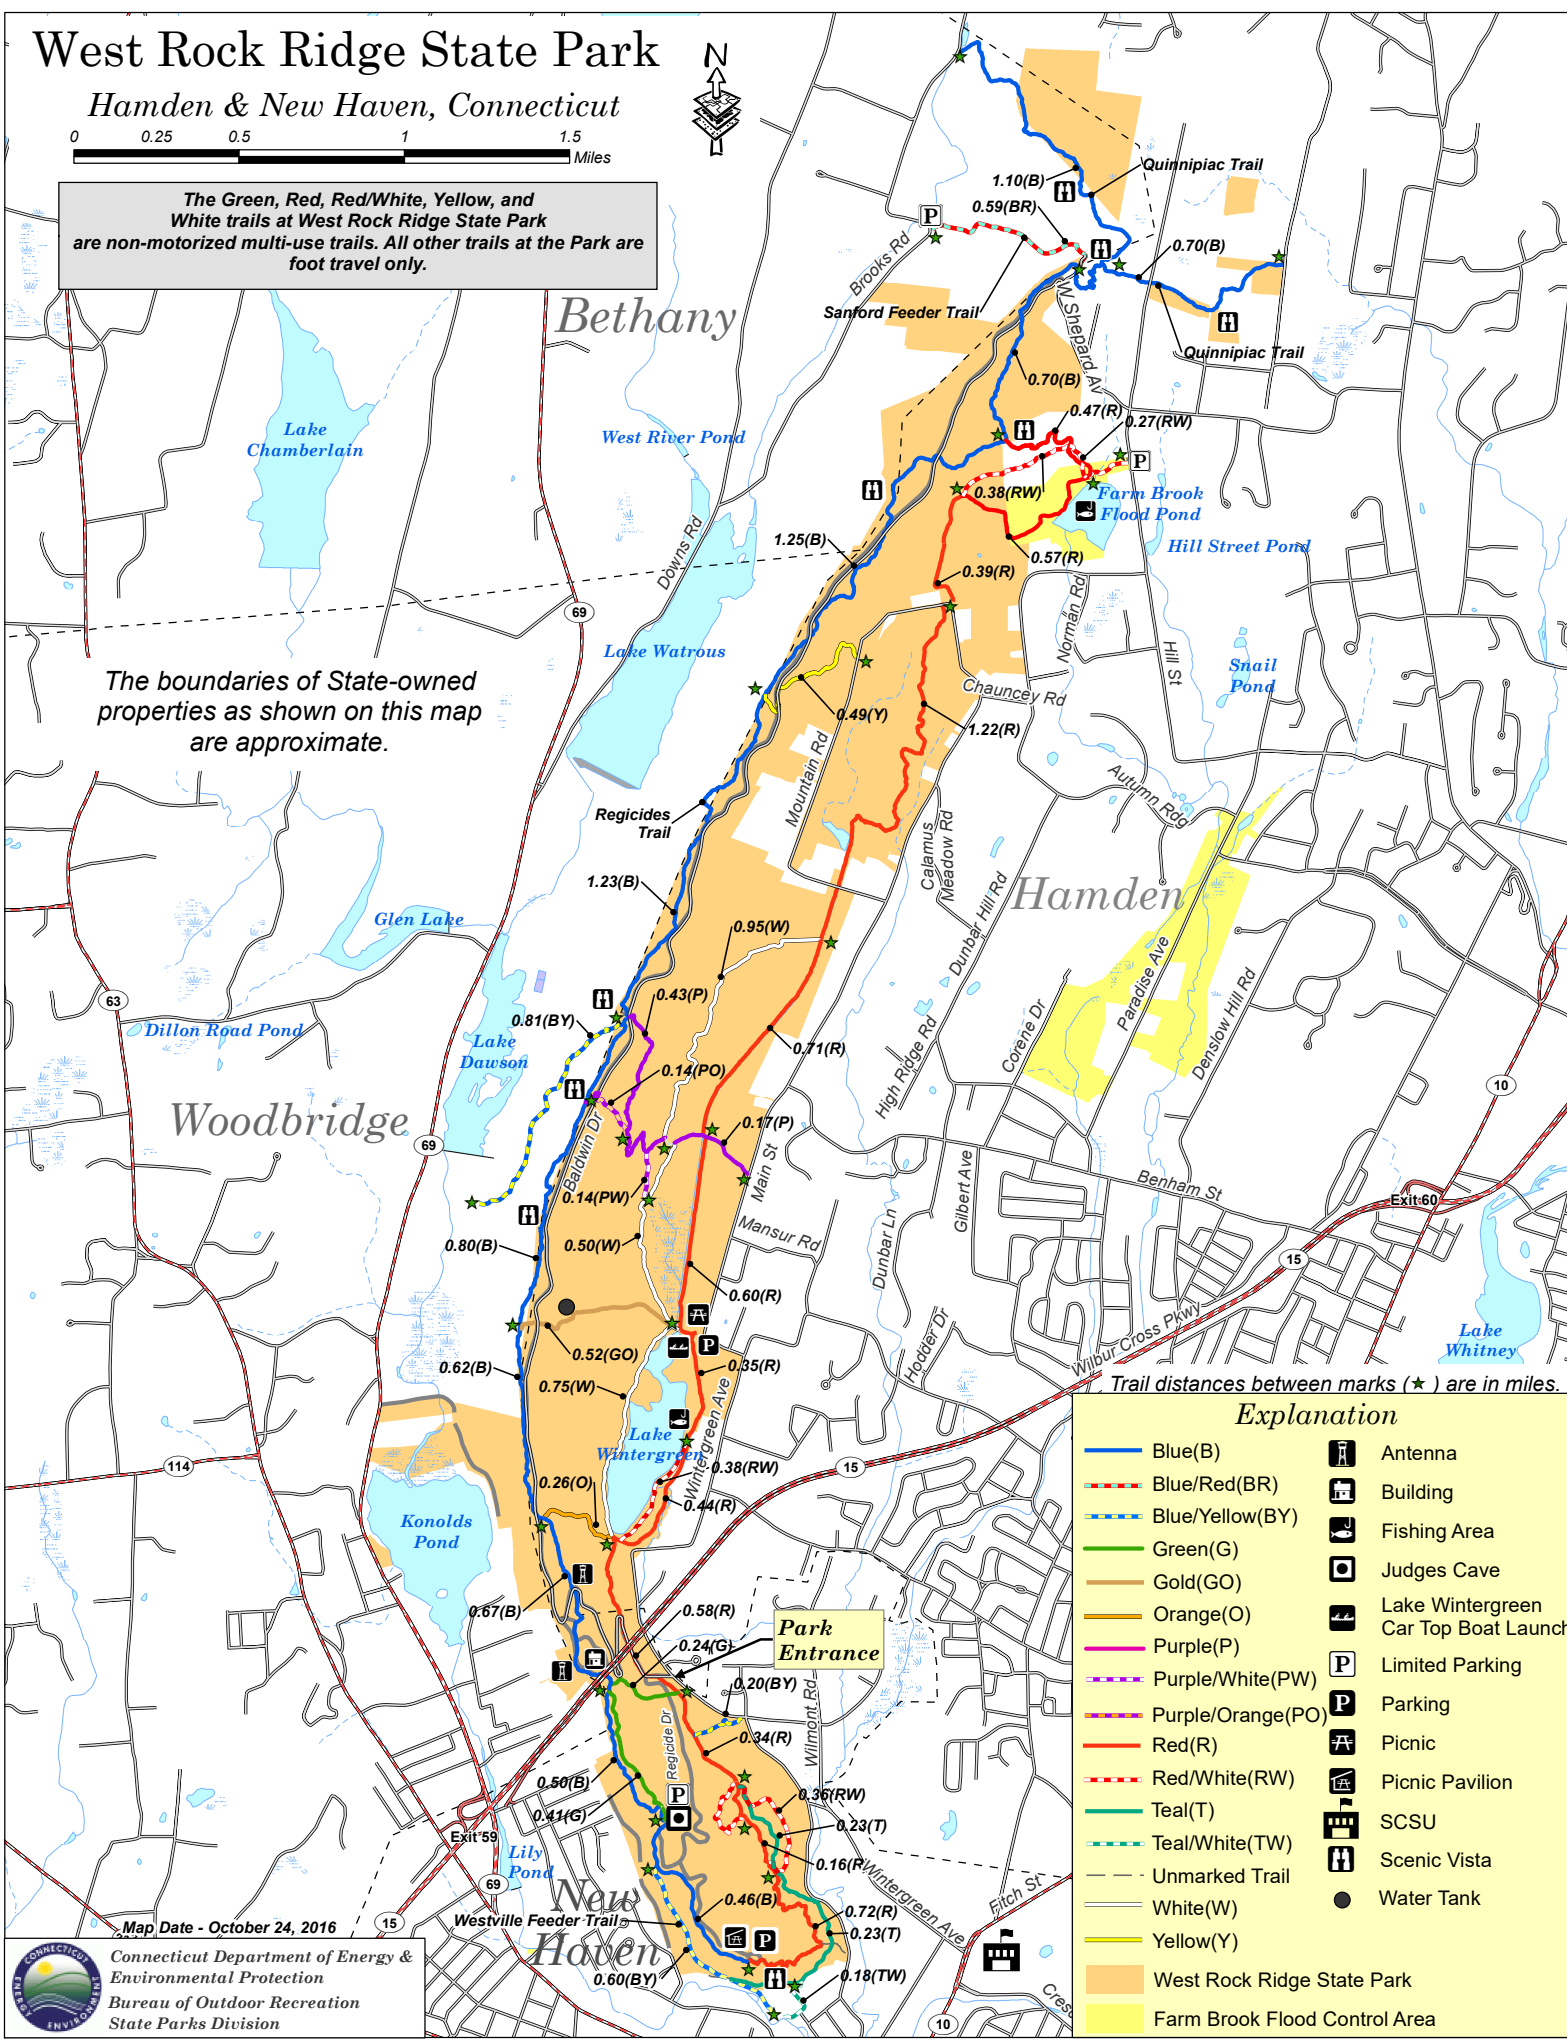 West Rock Ridge State Park
Hamden & New Haven, Connecticut
0 0.25 0.5 1 1.5
Miles
N
The Green, Red, Red/White, Yellow, and
White trails at West Rock Ridge State Park
are non-motorized multi-use trails. All other trails at the Park are
foot travel only.
Quinnipiac Trail
1.10(B)
0.59(BR)
P
0.70(B)
Brooks Rd
Sanford Feeder Trail
W Shepard Av
Bethany
Quinnipiac Trail
0.70(B)
0.47(R)
0.27(RW)
Lake
Chamberlain
West River Pond
P
0.38(RW)
Farm Brook
Flood Pond
Hill Street Pond
1.25(B)
0.57(R)
0.39(R)
Downs Rd
69
Norman Rd
Hill St
Lake Watrous
Snail
Pond
The boundaries of State-owned
properties as shown on this map
are approximate.
Chauncey Rd
0.49(Y)
1.22(R)
Mountain Rd
Autumn Rdg
Regicides
Trail
Calamus
Meadow Rd
1.23(B)
Dunbar Hill Rd
Hamden
Glen Lake
0.95(W)
Paradise Ave
Denslow Hill Rd
63
0.43(P)
Dillon Road Pond
0.81(BY)
Corene Dr
Lake
Dawson
0.71(R)
High Ridge Rd
0.14(PO)
10
Woodbridge
69
0.17(P)
Baldwin Dr
Main St
0.14(PW)
Gilbert Ave
Benham St
Exit 60
Mansur Rd
0.80(B)
0.50(W)
Dunbar Ln
15
0.60(R)
Hodder Dr
Wilbur Cross Pkwy
Lake
Whitney
P
0.52(GO)
0.62(B)
0.35(R)
0.75(W)
Wintergreen Ave
Trail distances between marks ( ) are in miles.
Lake
Wintergreen
114
0.38(RW)
15
0.26(O)
0.44(R)
Konolds
Pond
0.67(B)
0.58(R)
0.24(G)
Park
Entrance
0.20(BY)
Wilmont Rd
Regicide Dr
0.34(R)
0.50(B)
P
0.36(RW)
0.41(G)
0.23(T)
Exit 59
0.16(R
Lily
Pond
69
Wintergreen Ave
Fitch St
New
Haven
0.46(B)
Westville Feeder Trail
0.72(R)
15
0.23(T)
P
0.60(BY)
0.18(TW)
10
Cresc
Explanation
Blue(B)
Blue/Red(BR)
Blue/Yellow(BY)
Green(G)
Gold(GO)
Orange(O)
Purple(P)
Purple/White(PW)
Purple/Orange(PO)
Red(R)
Red/White(RW)
Teal(T)
Teal/White(TW)
Unmarked Trail
White(W)
Yellow(Y)
West Rock Ridge State Park
Farm Brook Flood Control Area
Antenna
Building
Fishing Area
Judges Cave
Lake Wintergreen
Car Top Boat Launch
P Limited Parking
P Parking
Picnic
Picnic Pavilion
SCSU
Scenic Vista
Water Tank
Map Date - October 24, 2016
CONNECTICUT
ENERGY
ENVIRONMENT
Connecticut Department of Energy &
Environmental Protection
Bureau of Outdoor Recreation
State Parks Division